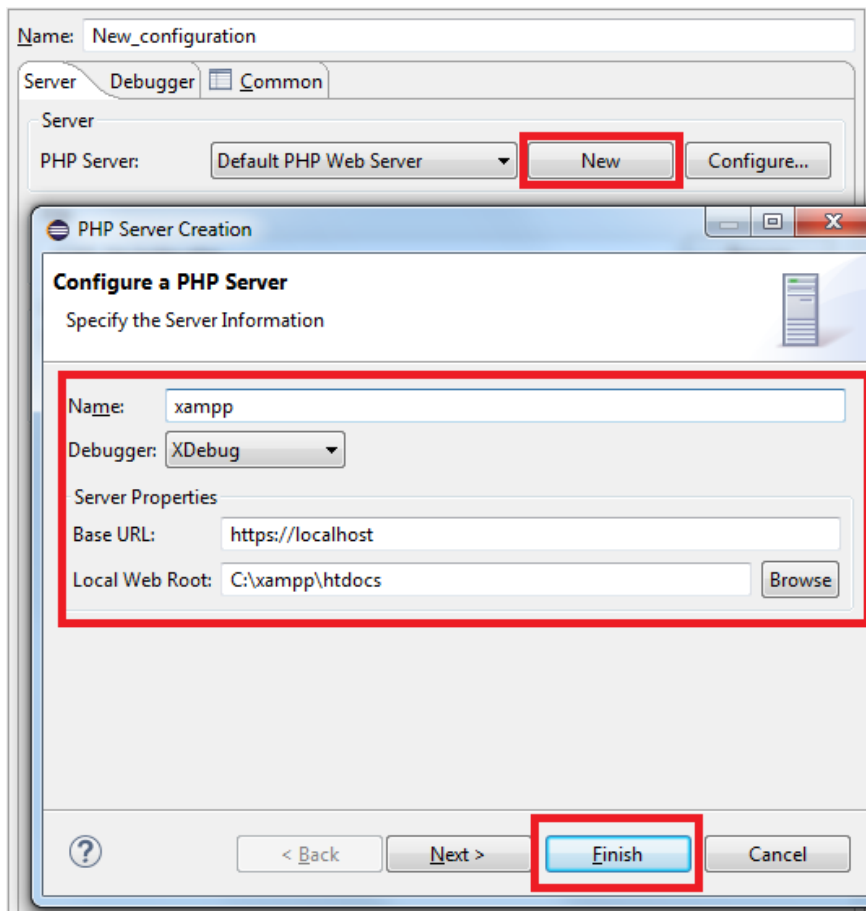 Name: New_configuration
Server Debugger Common
Server
PHP Server: Default PHP Web Server New Configure...
PHP Server Creation
Configure a PHP Server
Specify the Server Information
Name: xampp
Debugger: XDebug
Server Properties
Base URL: https://localhost
Local Web Root: C:\xampp\htdocs Browse
? < Back Next > Finish Cancel